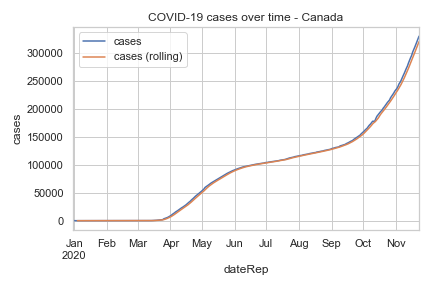 COVID-19 cases over time - Canada
cases
cases (rolling)
300000
250000
200000
150000
100000
50000
0
cases
Jan Feb Mar Apr May Jun Jul Aug Sep Oct Nov
2020
dateRep